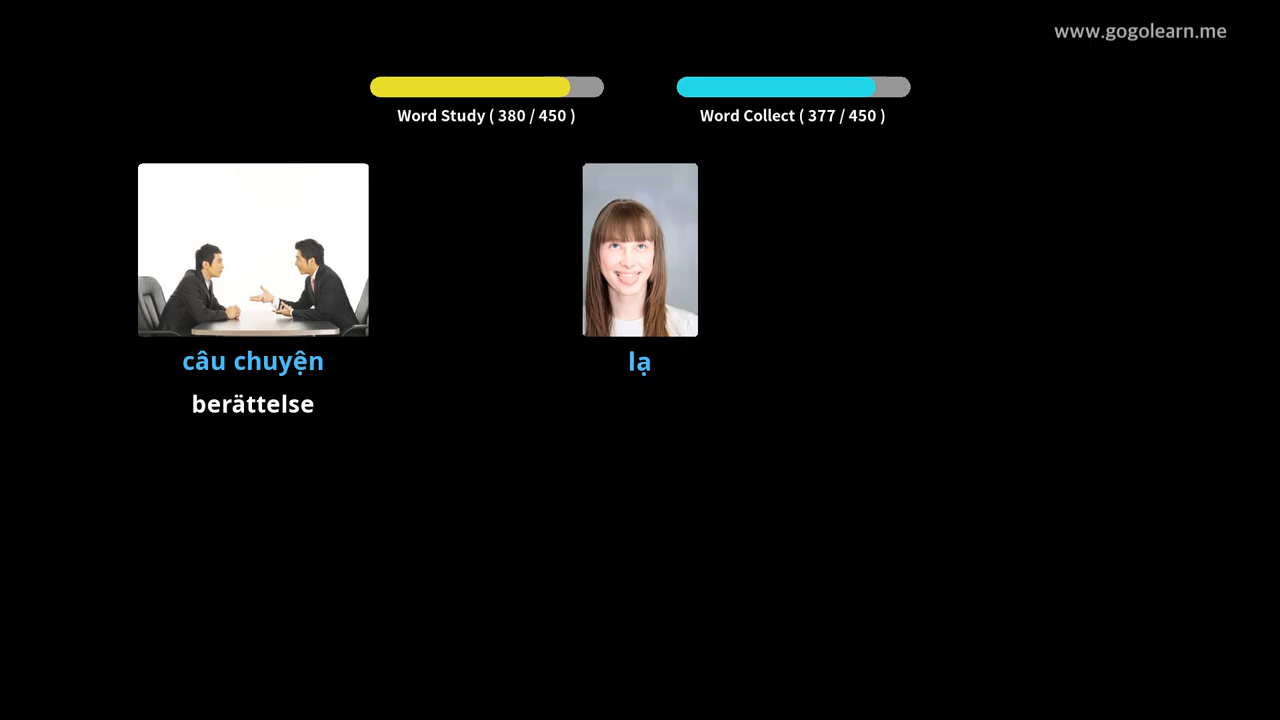 www.gogolearn.me
Word Study ( 380 / 450 )
Word Collect ( 377 / 450 )
câu chuyện
berättelse
lạ